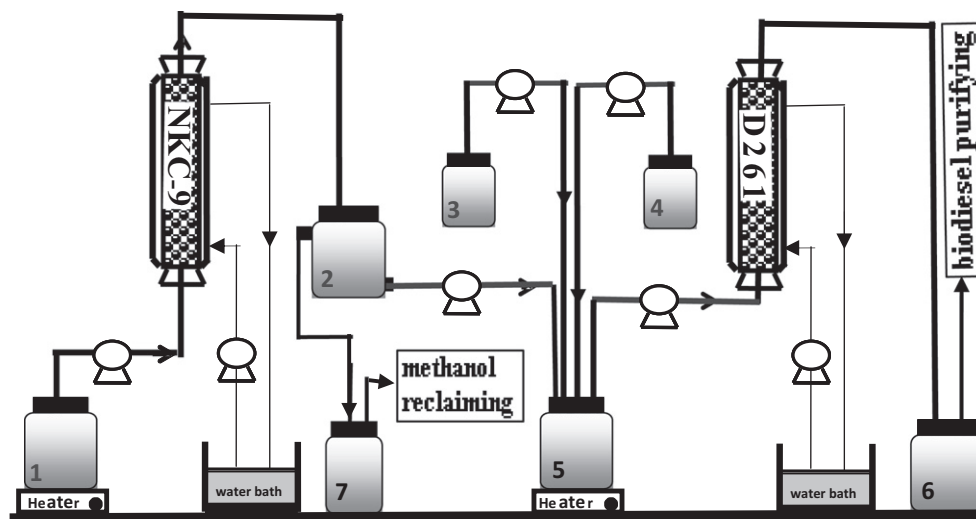 NKC-9
D261
biodiesel purifying
3
4
2
methanol
reclaiming
1
7
5
6
Heater
water bath
Heater
water bath